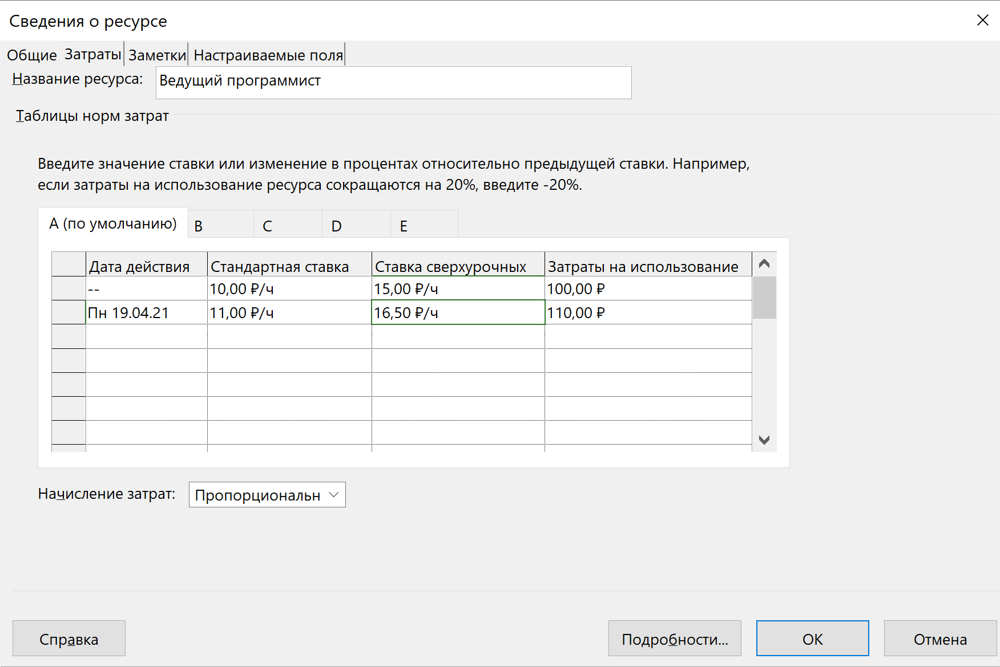 Сведения о ресурсе
Общие Затраты Заметки Настраиваемые поля
Название ресурса: Ведущий программист
Таблицы норм затрат
Введите значение ставки или изменение в процентах относительно предыдущей ставки. Например,
если затраты на использование ресурса сокращаются на 20%, введите -20%.
A (по умолчанию) B C D E
Дата действия Стандартная ставка Ставка сверхурочных Затраты на использование
-- 10,00 ₽/ч 15,00 ₽/ч 100,00 ₽
Пн 19.04.21 11,00 ₽/ч 16,50 ₽/ч 110,00 ₽
Начисление затрат: Пропорциональн
Справка Подробности... ОК Отмена